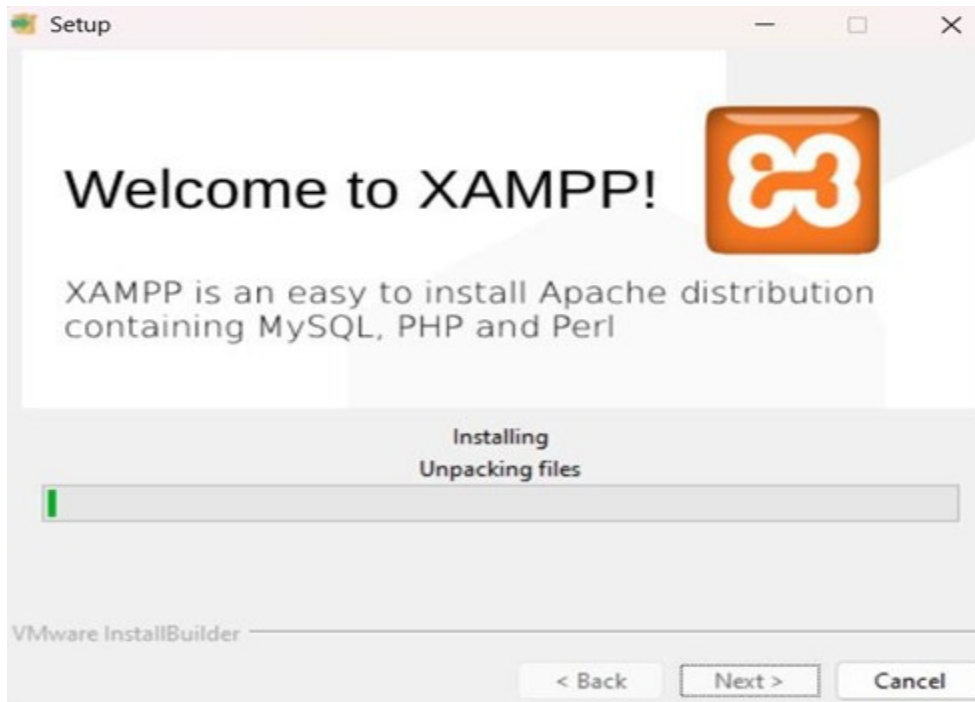 Setup
Welcome to XAMPP!
XAMPP is an easy to install Apache distribution
containing MySQL, PHP and Perl
Installing
Unpacking files
VMware InstallBuilder
< Back
Next >
Cancel